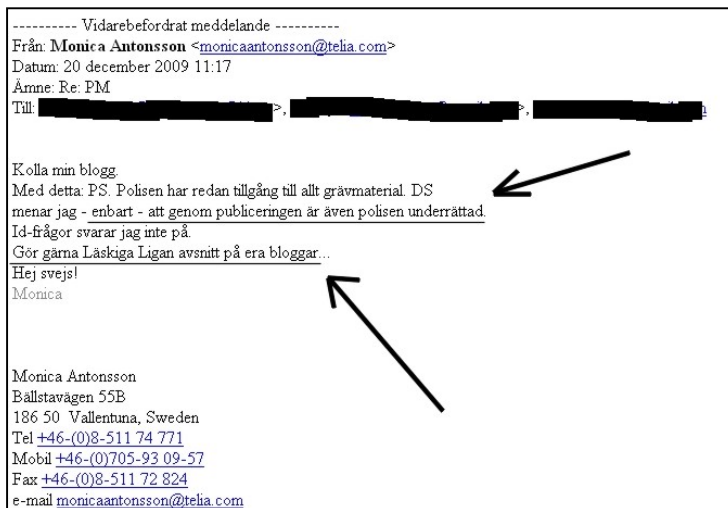 ---------- Vidarebefordrat meddelande ----------
Från: Monica Antonsson <monicaantonsson@telia.com>
Datum: 20 december 2009 11:17
Ämne: Re: PM
Till: >, >, n
Kolla min blogg.
Med detta: PS. Polisen har redan tillgång till allt grävmaterial. DS
menar jag - enbart - att genom publiceringen är även polisen underrättad.
Id-frågor svarar jag inte på.
Gör gärna Läskiga Ligan avsnitt på era bloggar...
Hej svejs!
Monica
Monica Antonsson
Bällstavägen 55B
186 50 Vallentuna, Sweden
Tel +46-(0)8-511 74 771
Mobil +46-(0)705-93 09-57
Fax +46-(0)8-511 72 824
e-mail monicaantonsson@telia.com